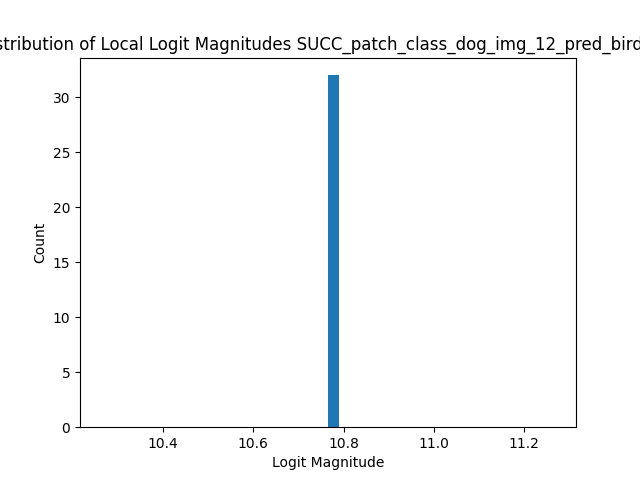 stribution of Local Logit Magnitudes SUCC_patch_class_dog_img_12_pred_bird
30
25
20
15
10
5
0
Count
10.4 10.6 10.8 11.0 11.2
Logit Magnitude